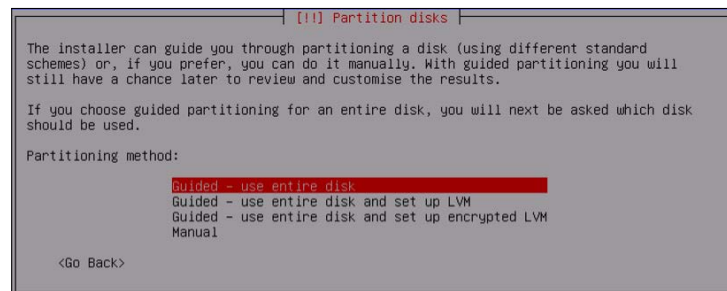 [!!] Partition disks
The installer can guide you through partitioning a disk (using different standard
schemes) or, if you prefer, you can do it manually. With guided partitioning you will
still have a chance later to review and customise the results.
If you choose guided partitioning for an entire disk, you will next be asked which disk
should be used.
Partitioning method:
Guided - use entire disk
Guided - use entire disk and set up LVM
Guided - use entire disk and set up encrypted LVM
Manual
<Go Back>